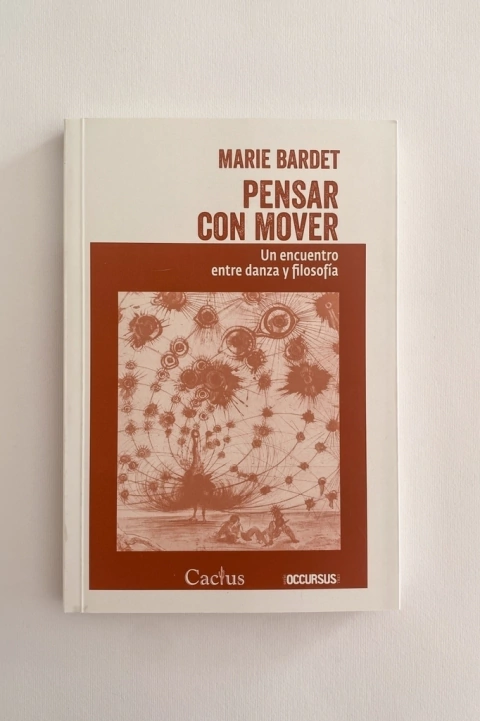 MARIE BARDET
PENSAR
CON MOVER
Un encuentro
entre danza y filosofía
Cactus
OCCURSUS